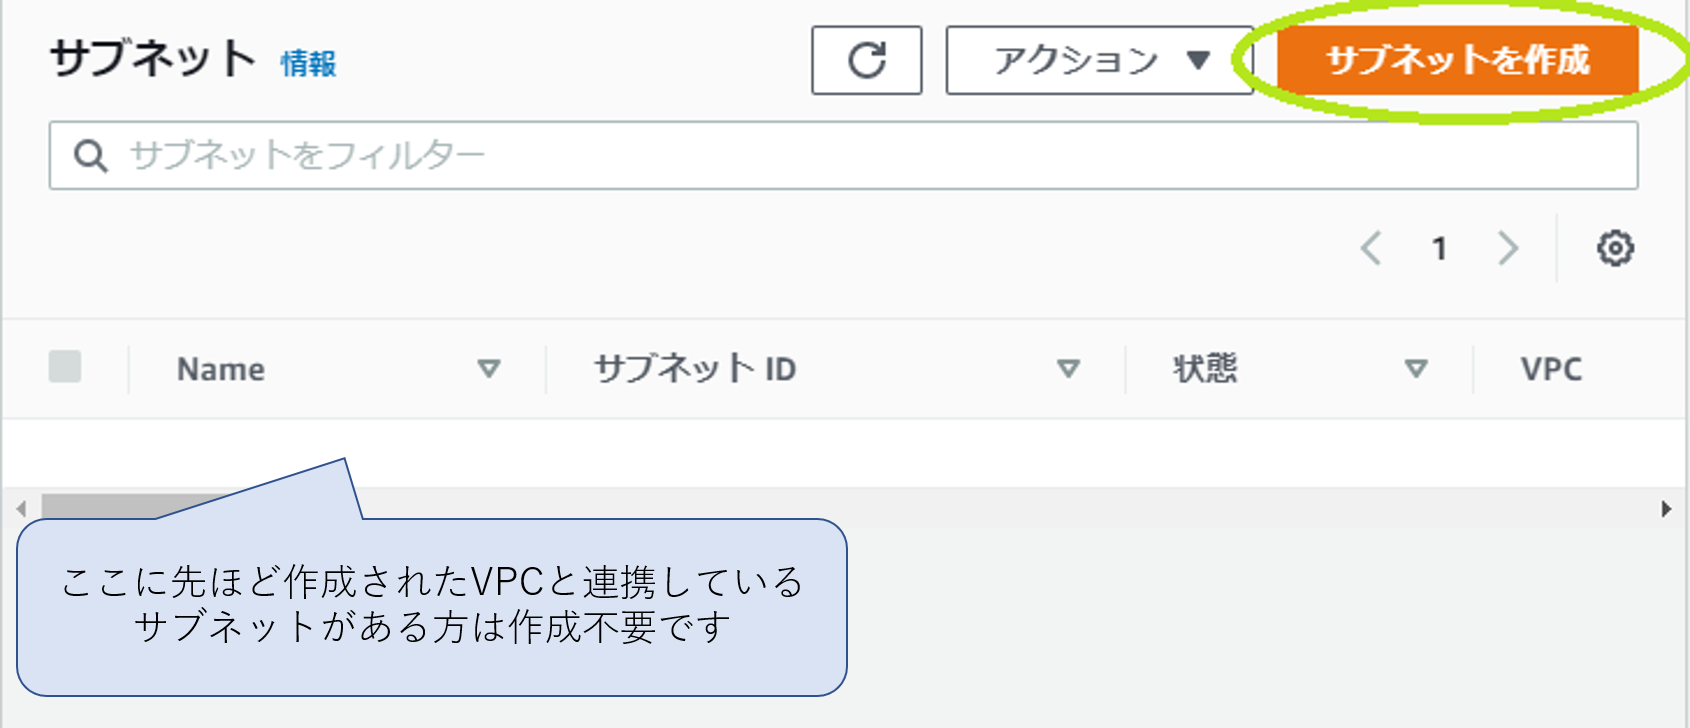 サブネット 情報 アクション サブネットを作成
サブネットをフィルター
1
Name サブネット ID 状態 VPC
ここに先ほど作成されたVPCと連携している
サブネットがある方は作成不要です